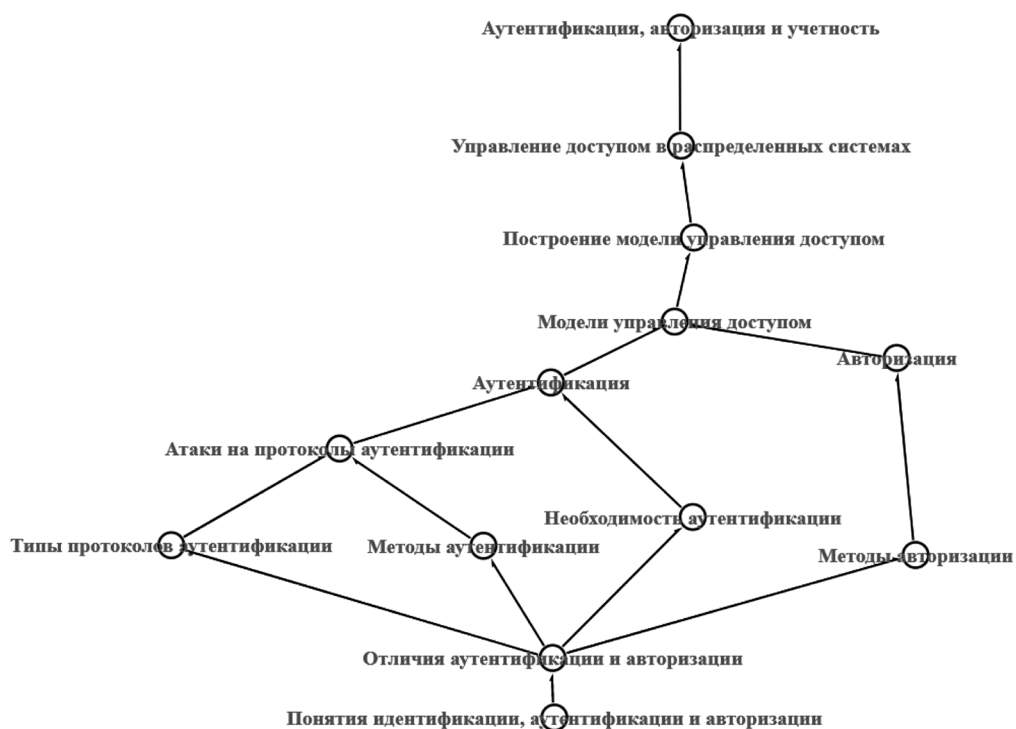 Аутентификация, авторизация и учетность
Управление доступом в распределенных системах
Построение модели управления доступом
Модели управления доступом
Авторизация
Аутентификация
Атаки на протоколы аутентификации
Необходимость аутентификации
Типы протоколов аутентификации
Методы аутентификации
Методы авторизации
Отличия аутентификации и авторизации
Понятия идентификации, аутентификации и авторизации